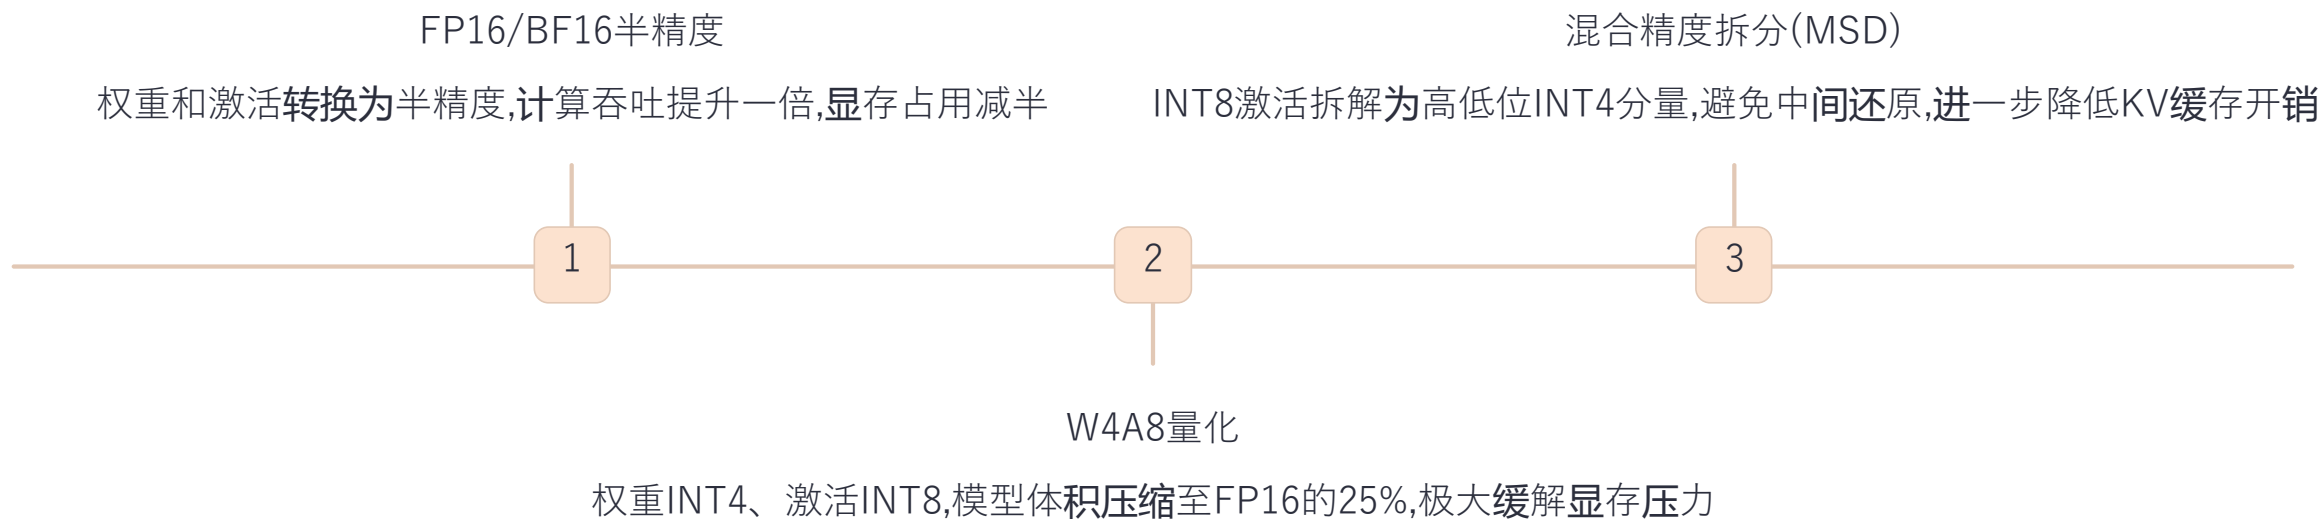 FP16/BF16半精度
权重和激活转换为半精度,计算吞吐提升一倍,显存占用减半
混合精度拆分(MSD)
INT8激活拆解为高低位INT4分量,避免中间还原,进一步降低KV缓存开销
1
2
3
W4A8量化
权重INT4、激活INT8,模型体积压缩至FP16的25%,极大缓解显存压力